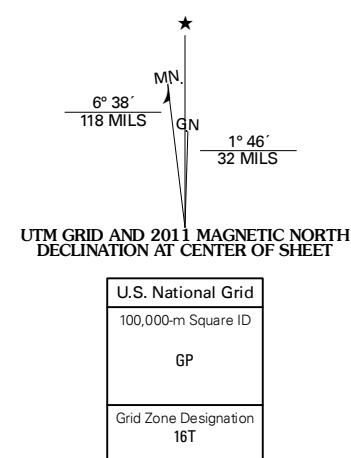 ★
MN.
6° 38´
118 MILS
GN
1° 46´
32 MILS
UTM GRID AND 2011 MAGNETIC NORTH
DECLINATION AT CENTER OF SHEET
U.S. National Grid
100,000-m Square ID
GP
Grid Zone Designation
16T